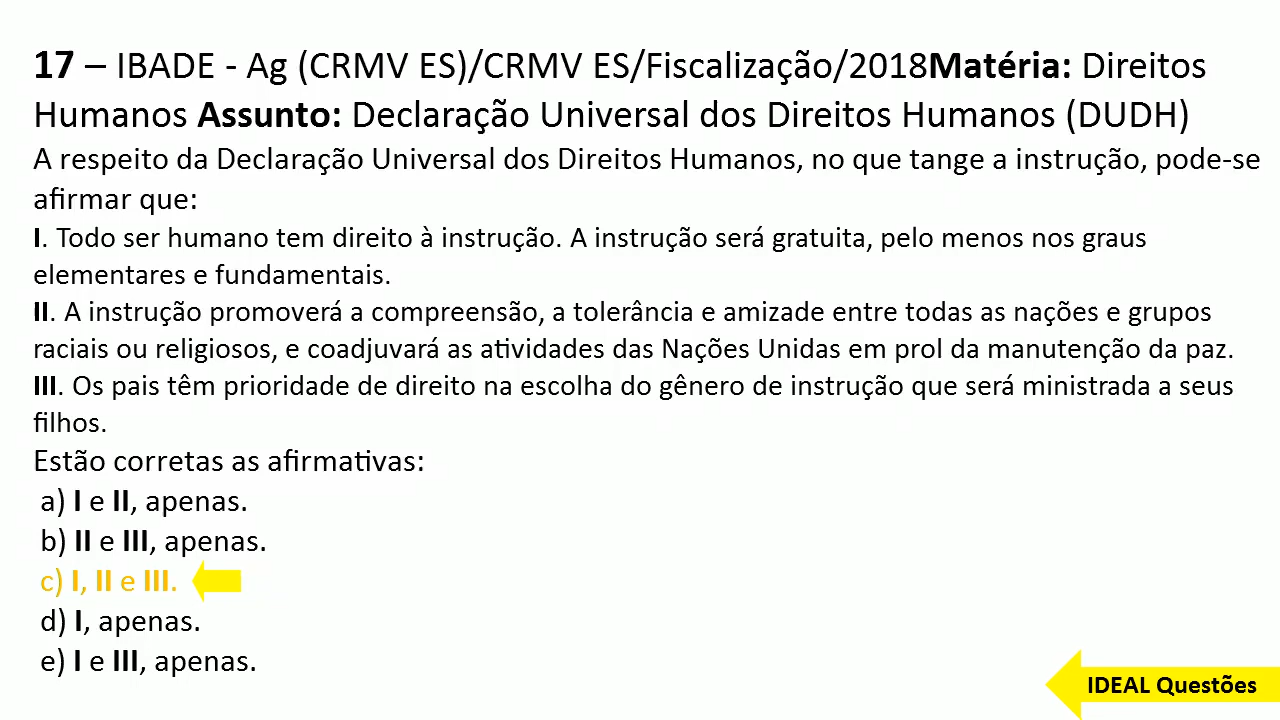 17 – IBADE - Ag (CRMV ES)/CRMV ES/Fiscalização/2018Matéria: Direitos
Humanos Assunto: Declaração Universal dos Direitos Humanos (DUDH)
A respeito da Declaração Universal dos Direitos Humanos, no que tange a instrução, pode-se
afirmar que:
I. Todo ser humano tem direito à instrução. A instrução será gratuita, pelo menos nos graus
elementares e fundamentais.
II. A instrução promoverá a compreensão, a tolerância e amizade entre todas as nações e grupos
raciais ou religiosos, e coadjuvará as atividades das Nações Unidas em prol da manutenção da paz.
III. Os pais têm prioridade de direito na escolha do gênero de instrução que será ministrada a seus
filhos.
Estão corretas as afirmativas:
a) I e II, apenas.
b) II e III, apenas.
c) I, II e III.
d) I, apenas.
e) I e III, apenas.
IDEAL Questões